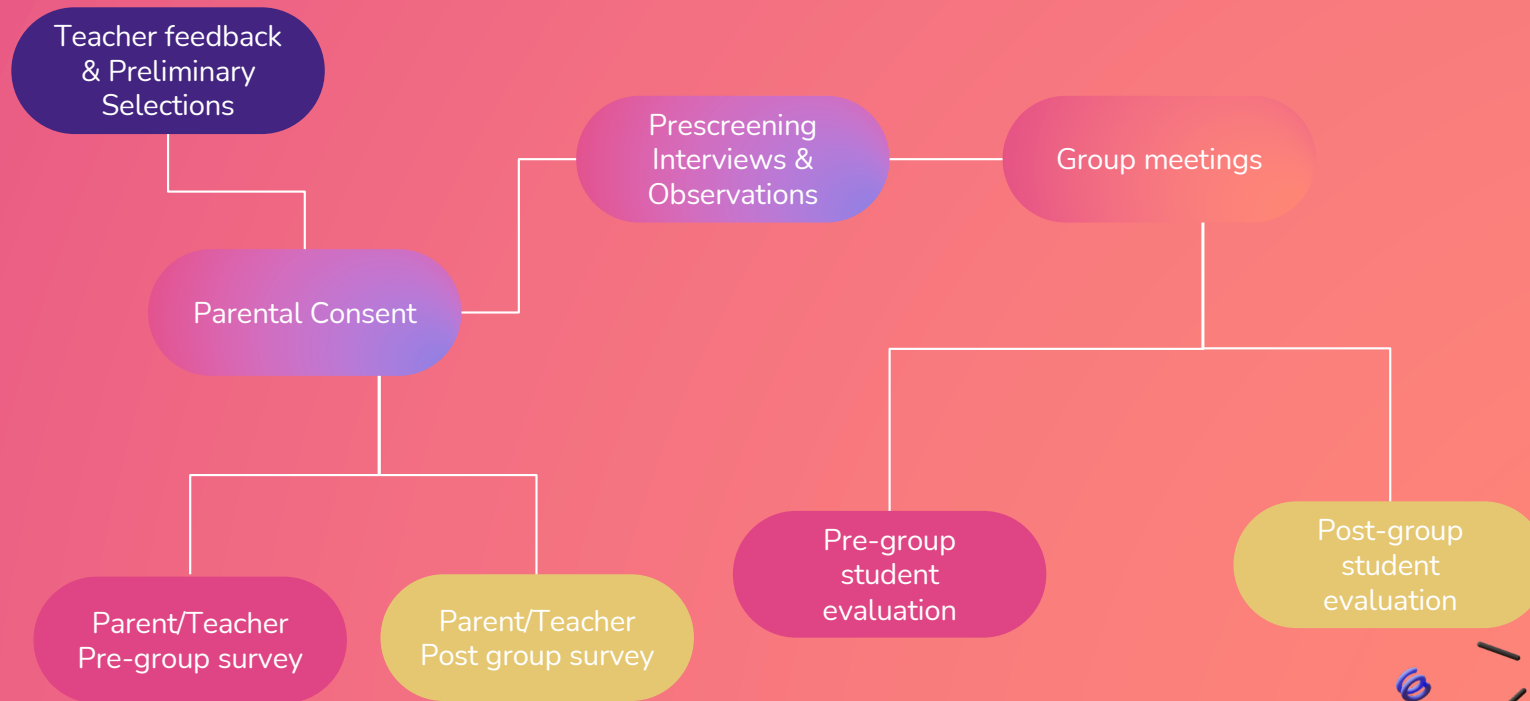 Teacher feedback
& Preliminary
Selections
Prescreening
Interviews &
Observations
Group meetings
Parental Consent
Parent/Teacher
Pre-group survey
Parent/Teacher
Post group survey
Pre-group
student
evaluation
Post-group
student
evaluation